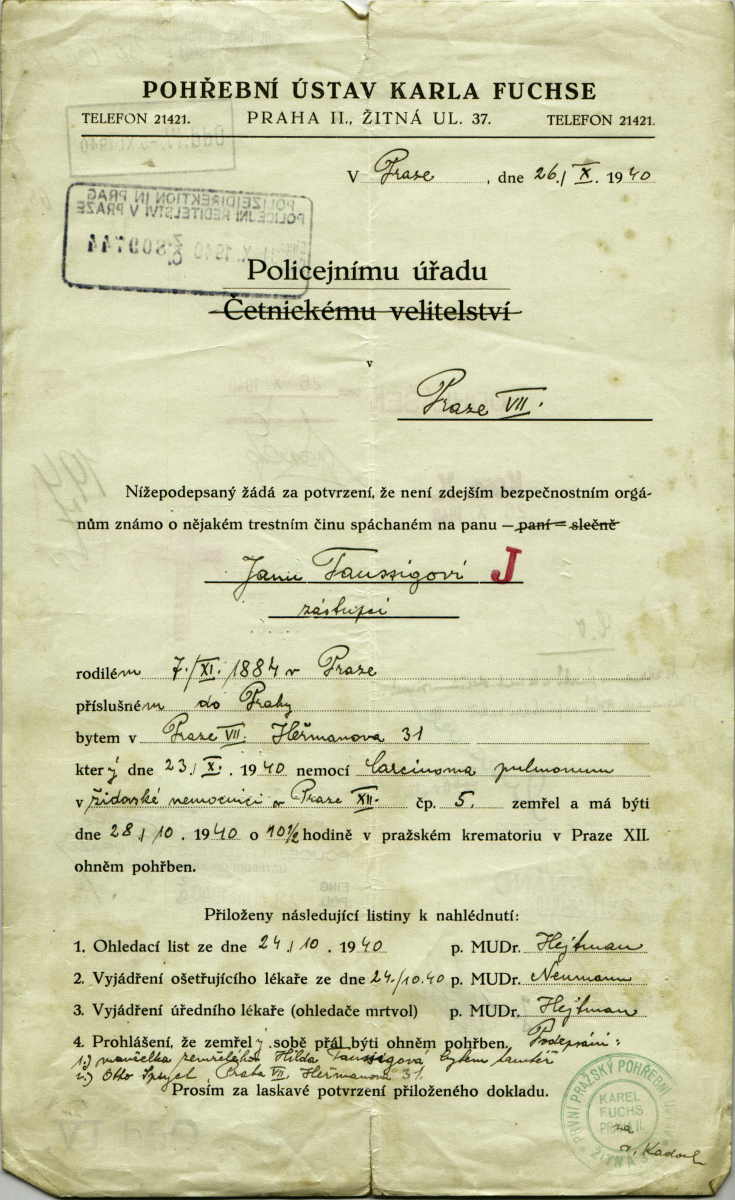 POHŘEBNÍ ÚSTAV KARLA FUCHSE
TELEFON 21421. PRAHA II., ŽITNÁ UL. 37. TELEFON 21421.
V Praze, dne 26./X. 1940
POLIZEIDIREKTION IN PRAG
POLICEJNÍ ŘEDITELSTVÍ V PRAZE
Policejnímu úřadu
Četnickému velitelství
v
Praze VII.
Nížepodepsaný žádá za potvrzení, že není zdejším bezpečnostním orgá-
nům známo o nějakém trestním činu spáchaném na panu – paní – slečně
Janu Taussigovi J
zástupci
rodilém 7./XI. 1884 v Praze
příslušném do Prahy
bytem v Praze VII. Heřmanova 31
který dne 23./X. 1940 nemocí Carcinoma pulmonum
v židovské nemocnici v Praze XII. čp. 5. zemřel a má býti
dne 28./10. 1940 o 10½ hodině v pražském krematoriu v Praze XII.
ohněm pohřben.
Přiloženy následující listiny k nahlédnutí:
1. Ohledací list ze dne 24./10. 1940 p. MUDr. Hejtman
2. Vyjádření ošetřujícího lékaře ze dne 24./10.40 p. MUDr. Neumann
3. Vyjádření úředního lékaře (ohledače mrtvol) p. MUDr. Hejtman
4. Prohlášení, že zemřelý sobě přál býti ohněm pohřben. Podepsáni:
1.) manželka zemřelého Hilda Taussigová bytem tamtéž
2.) Otto Praha VII. Heřmanova 31.
Prosím za laskavé potvrzení přiloženého dokladu.
PRVNÍ PRAŽSKÝ POHŘEBNÍ
KAREL
FUCHS
PRAHA II.
ŽITNÁ